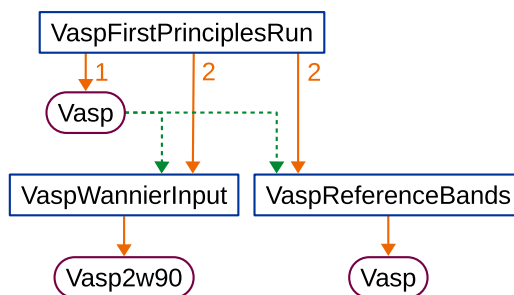 VaspFirstPrinciplesRun
1 2 2
Vasp
VaspWannierInput VaspReferenceBands
Vasp2w90 Vasp